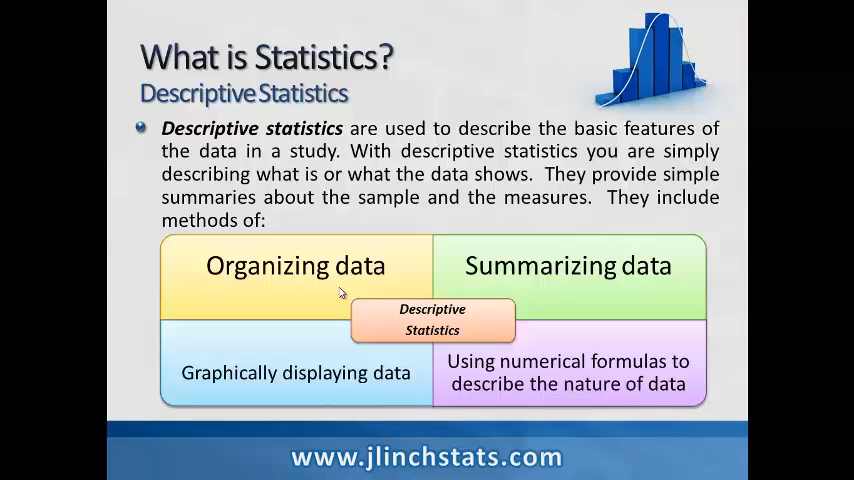 What is Statistics?
Descriptive Statistics
Descriptive statistics are used to describe the basic features of
the data in a study. With descriptive statistics you are simply
describing what is or what the data shows. They provide simple
summaries about the sample and the measures. They include
methods of:
Organizing data
Summarizing data
Descriptive
Statistics
Graphically displaying data
Using numerical formulas to
describe the nature of data
www.jlinchstats.com